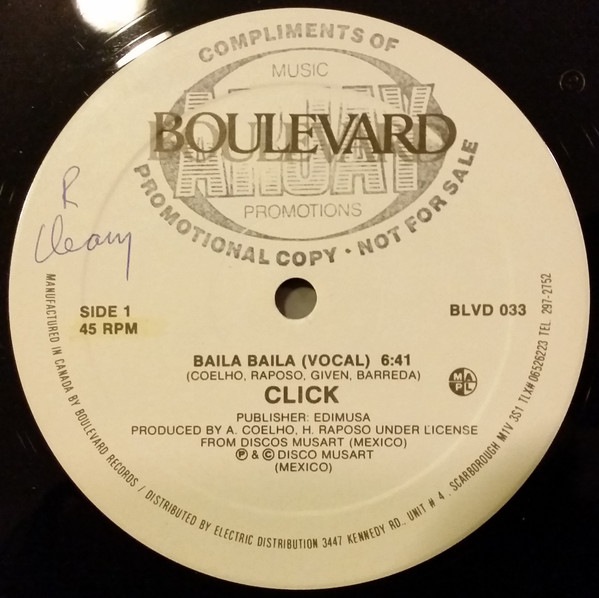 COMPLIMENTS OF
MUSIC
AHJAY
BOULEVARD
PROMOTIONS
PROMOTIONAL COPY • NOT FOR SALE
R
Cleary
SIDE 1
45 RPM
BLVD 033
BAILA BAILA (VOCAL) 6:41
(COELHO, RAPOSO, GIVEN, BARREDA)
CLICK
MAPL
PUBLISHER: EDIMUSA
PRODUCED BY A. COELHO, H. RAPOSO UNDER LICENSE
FROM DISCOS MUSART (MEXICO)
Ⓟ & © DISCO MUSART
(MEXICO)
MANUFACTURED IN CANADA BY BOULEVARD RECORDS / DISTRIBUTED BY ELECTRIC DISTRIBUTION 3447 KENNEDY RD., UNIT # 4, SCARBOROUGH M1V 3S1 TLX# 06526223 TEL 297-2752